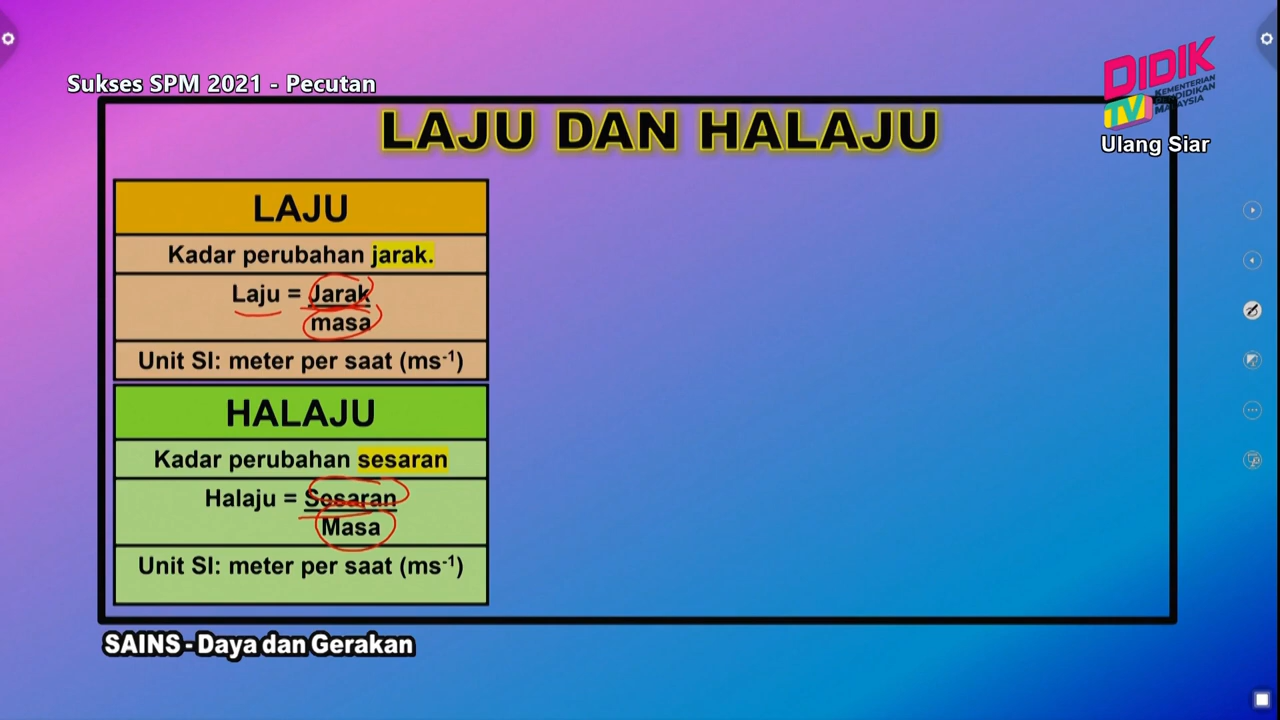 Sukses SPM 2021 - Pecutan
DIDIK
TV
KEMENTERIAN
PENDIDIKAN
MALAYSIA
Ulang Siar
LAJU DAN HALAJU
LAJU
Kadar perubahan jarak.
Laju = Jarak
masa
Unit SI: meter per saat (ms⁻¹)
HALAJU
Kadar perubahan sesaran
Halaju = Sesaran
Masa
Unit SI: meter per saat (ms⁻¹)
SAINS - Daya dan Gerakan